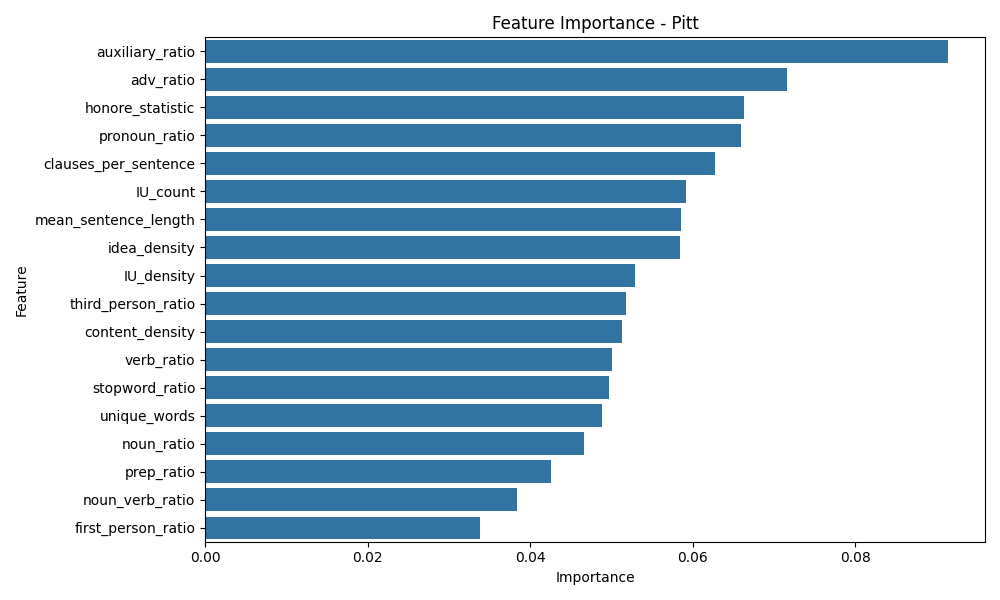 Feature Importance - Pitt
Feature
auxiliary_ratio
adv_ratio
honore_statistic
pronoun_ratio
clauses_per_sentence
IU_count
mean_sentence_length
idea_density
IU_density
third_person_ratio
content_density
verb_ratio
stopword_ratio
unique_words
noun_ratio
prep_ratio
noun_verb_ratio
first_person_ratio
0.00 0.02 0.04 0.06 0.08
Importance